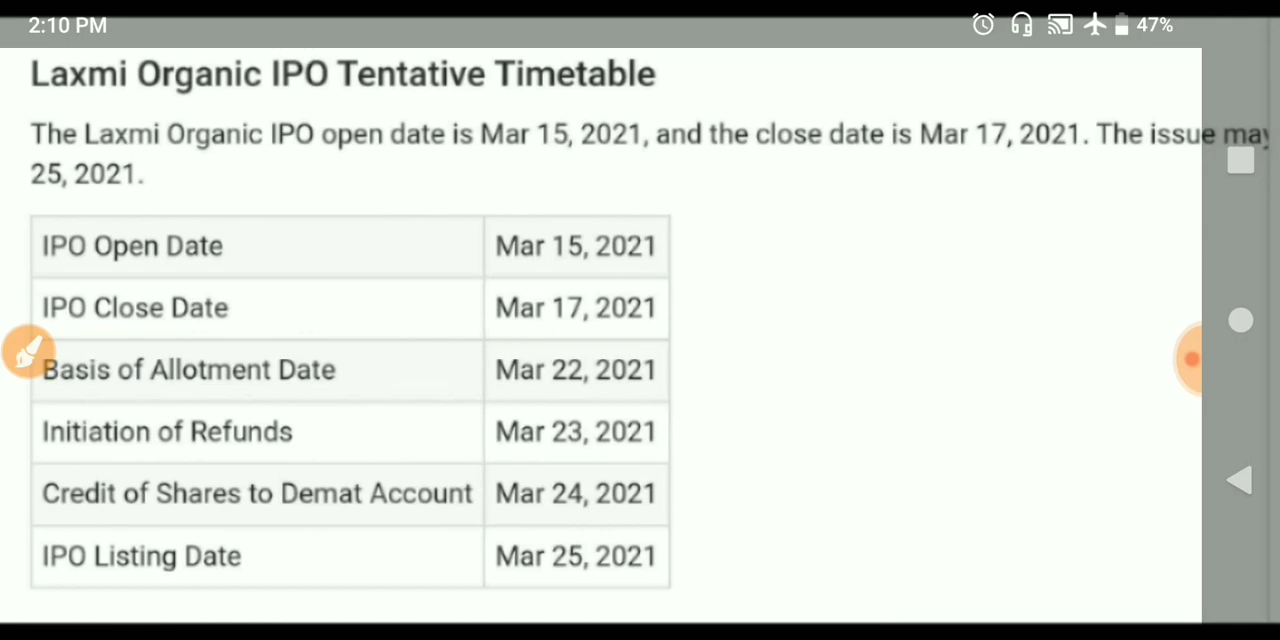 2:10 PM
47%
Laxmi Organic IPO Tentative Timetable
The Laxmi Organic IPO open date is Mar 15, 2021, and the close date is Mar 17, 2021. The issue may
25, 2021.
IPO Open Date Mar 15, 2021
IPO Close Date Mar 17, 2021
Basis of Allotment Date Mar 22, 2021
Initiation of Refunds Mar 23, 2021
Credit of Shares to Demat Account Mar 24, 2021
IPO Listing Date Mar 25, 2021